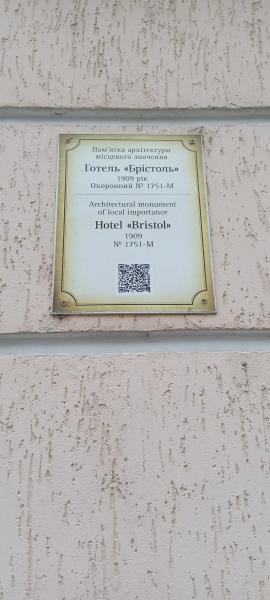 Пам'ятка архітектури
місцевого значення
Готель «Брістоль»
1909 рік
Охоронний № 1751-М
Architectural monument
of local importance
Hotel «Bristol»
1909
№ 1751-M